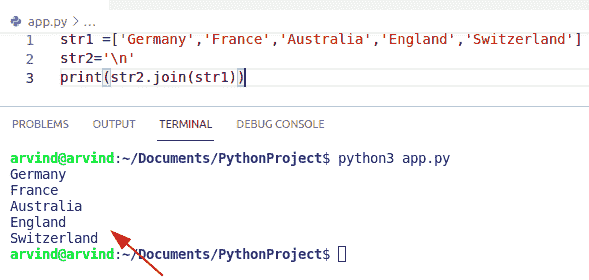 app.py > ...
1 str1 =['Germany','France','Australia','England','Switzerland']
2 str2='\n'
3 print(str2.join(str1))
PROBLEMS OUTPUT TERMINAL DEBUG CONSOLE
arvind@arvind:~/Documents/PythonProject$ python3 app.py
Germany
France
Australia
England
Switzerland
arvind@arvind:~/Documents/PythonProject$